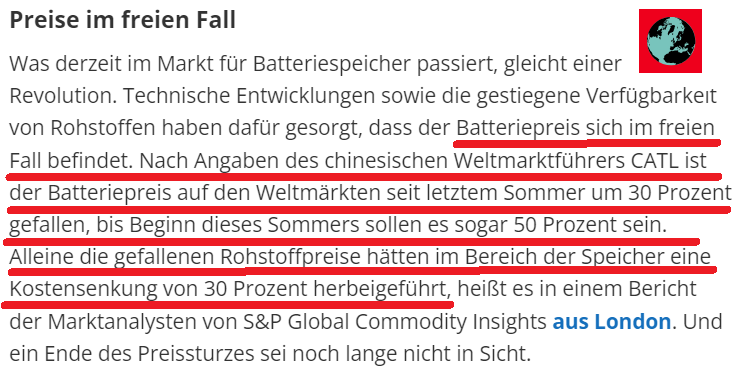 Preise im freien Fall
Was derzeit im Markt für Batteriespeicher passiert, gleicht einer
Revolution. Technische Entwicklungen sowie die gestiegene Verfügbarkeit
von Rohstoffen haben dafür gesorgt, dass der Batteriepreis sich im freien
Fall befindet. Nach Angaben des chinesischen Weltmarktführers CATL ist
der Batteriepreis auf den Weltmärkten seit letztem Sommer um 30 Prozent
gefallen, bis Beginn dieses Sommers sollen es sogar 50 Prozent sein.
Alleine die gefallenen Rohstoffpreise hätten im Bereich der Speicher eine
Kostensenkung von 30 Prozent herbeigeführt, heißt es in einem Bericht
der Marktanalysten von S&P Global Commodity Insights aus London. Und
ein Ende des Preissturzes sei noch lange nicht in Sicht.